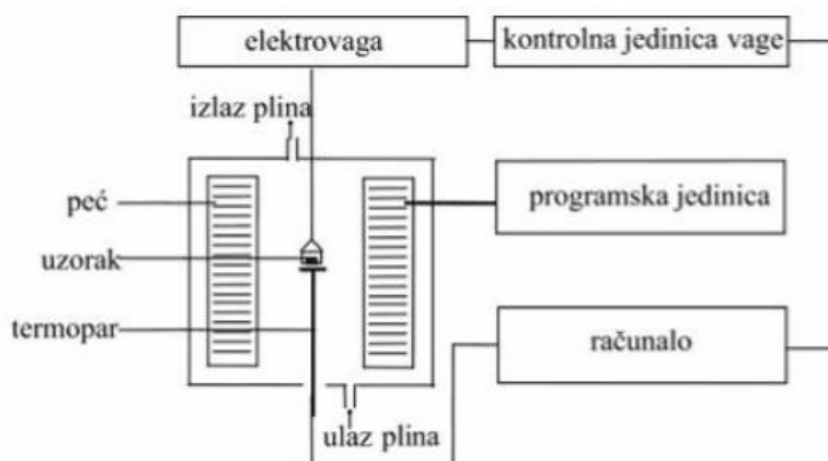 elektrovaga
kontrolna jedinica vage
izlaz plina
peć
programska jedinica
uzorak
termopar
računalo
ulaz plina